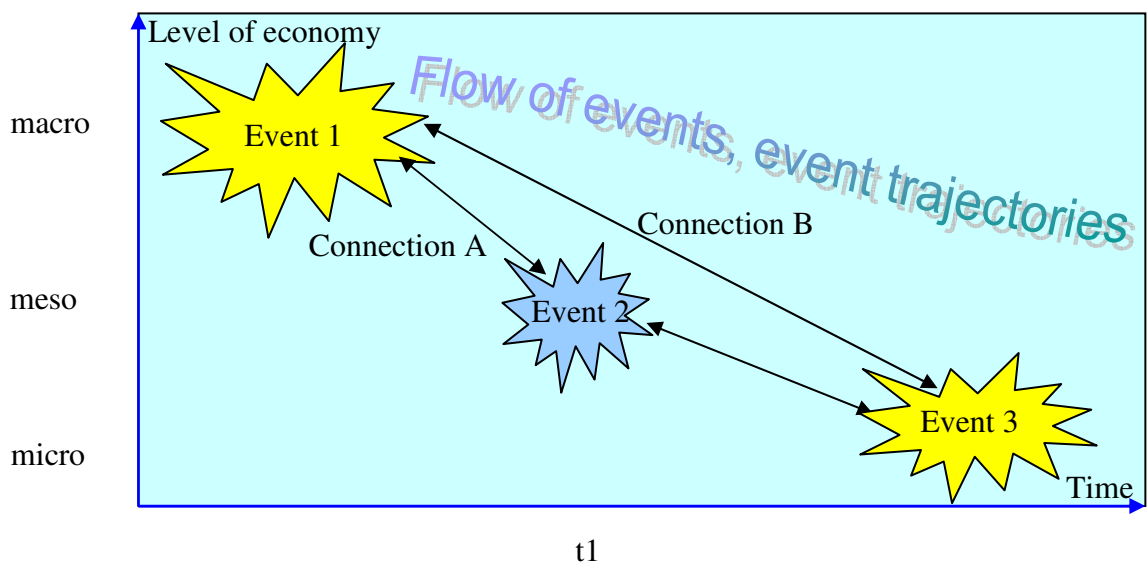 Level of economy
Flow of events, event trajectories
macro
Event 1
Connection B
Connection A
meso
Event 2
Event 3
micro
Time
t1